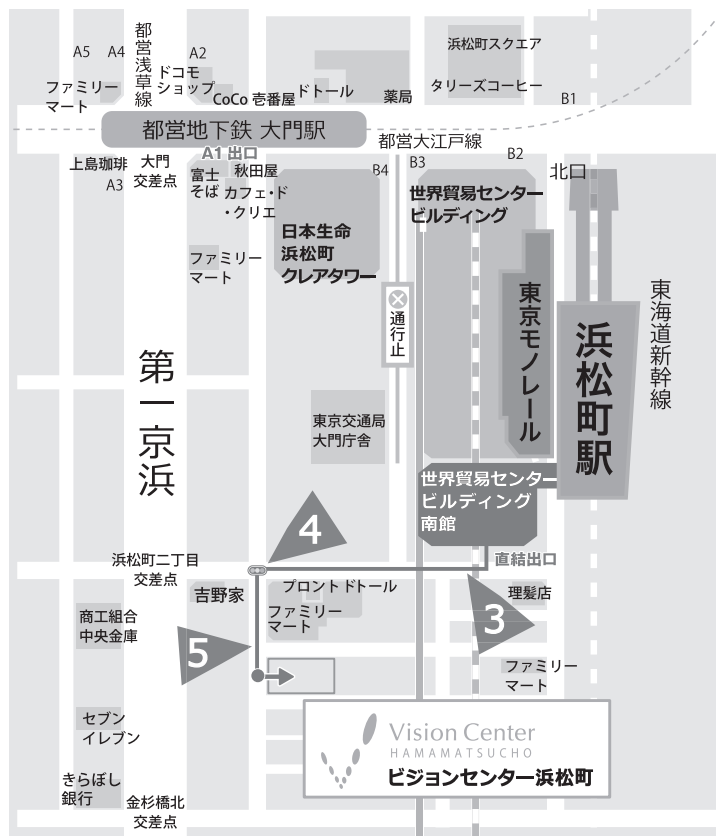 A5
A4
都営浅草線
A2
ドコモ
ショップ
ファミリー
マート
CoCo 壱番屋
ドトール
薬局
浜松町スクエア
タリーズコーヒー
B1
都営地下鉄 大門駅
都営大江戸線
上島珈琲
A3
大門
交差点
A1 出口
富士
そば
秋田屋
カフェ・ド
・クリエ
B4
B3
B2
北口
日本生命
浜松町
クレアタワー
世界貿易センター
ビルディング
ファミリー
マート
通行止
東京モノレール
浜松町駅
東海道新幹線
第一京浜
東京交通局
大門庁舎
世界貿易センター
ビルディング
南館
4
直結出口
浜松町二丁目
交差点
吉野家
プロント
ドトール
ファミリー
マート
理髪店
3
商工組合
中央金庫
5
ファミリー
マート
セブン
イレブン
きらぼし
銀行
金杉橋北
交差点
Vision Center
HAMAMATSUCHO
ビジョンセンター浜松町